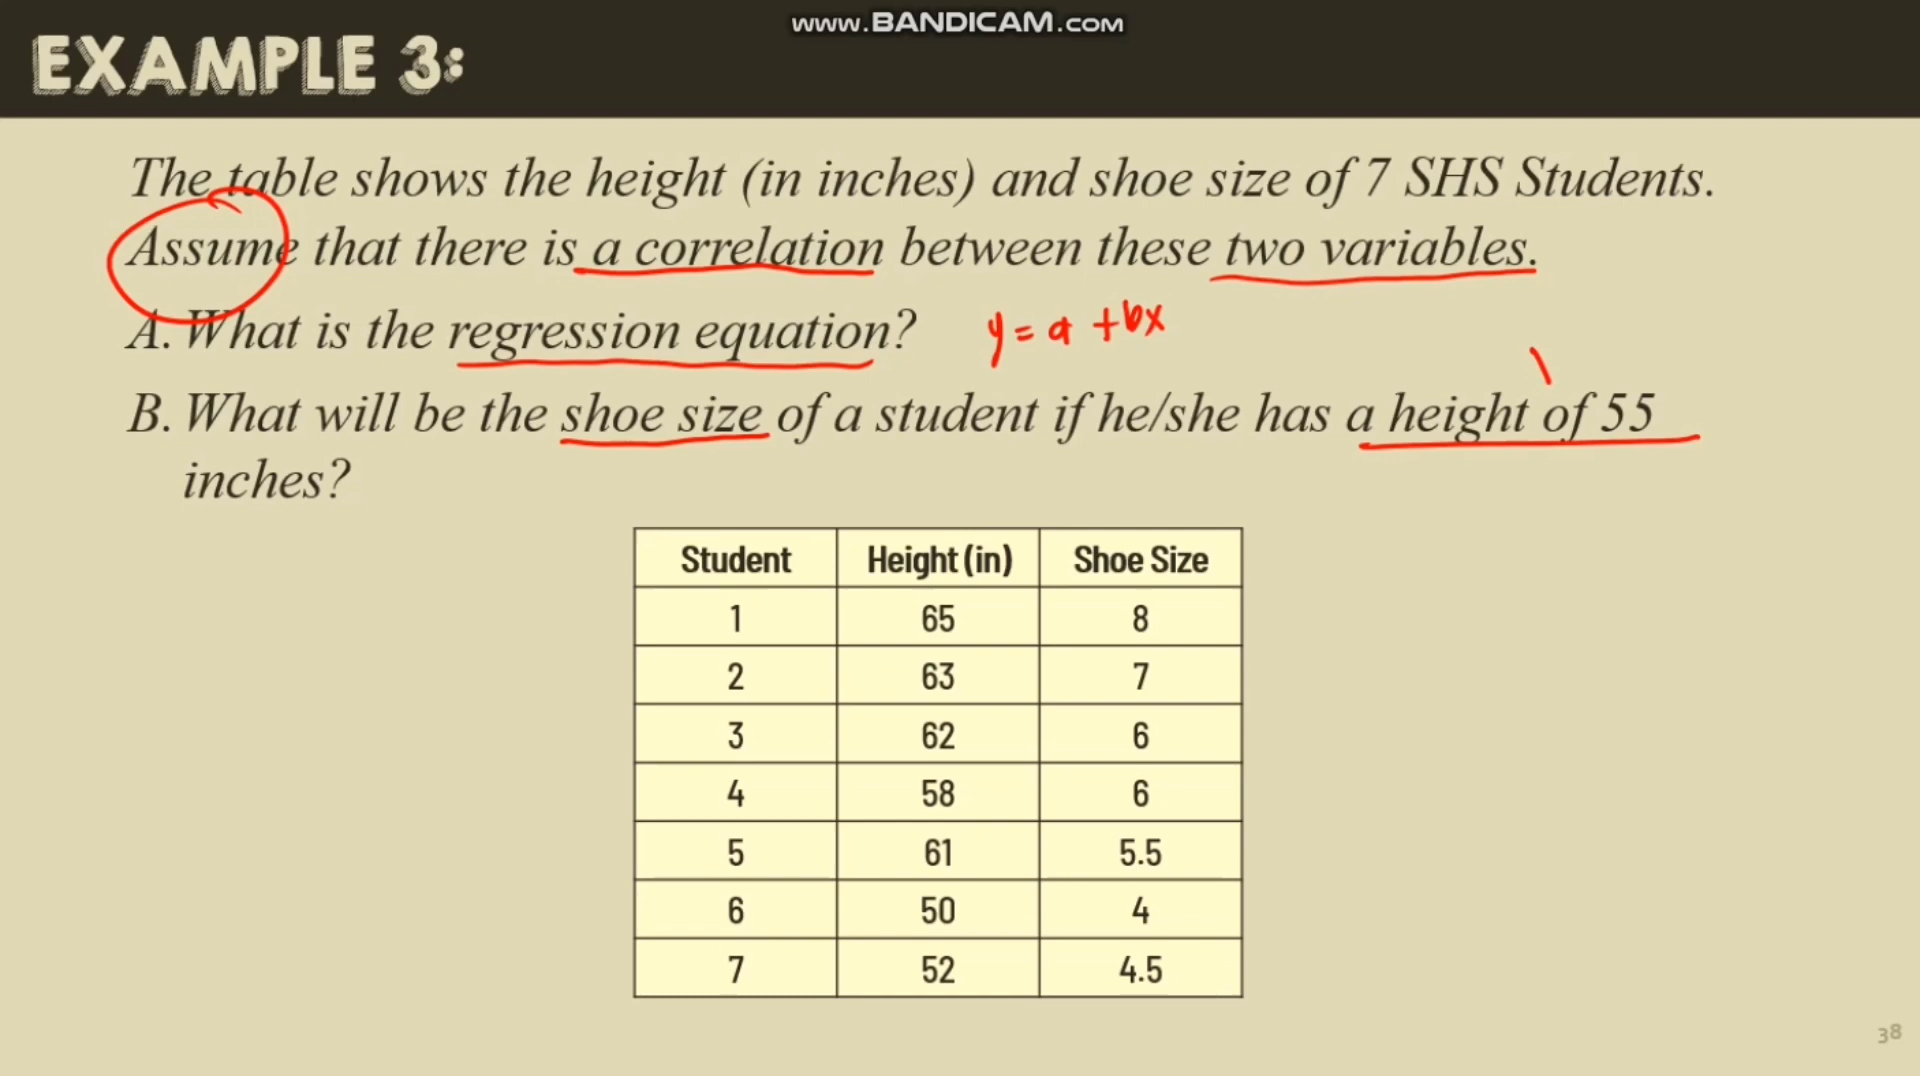 www.BANDICAM.com
EXAMPLE 3:
The table shows the height (in inches) and shoe size of 7 SHS Students.
Assume that there is a correlation between these two variables.
A. What is the regression equation? y = a + bx
B. What will be the shoe size of a student if he/she has a height of 55
inches?
Student Height (in) Shoe Size
1 65 8
2 63 7
3 62 6
4 58 6
5 61 5.5
6 50 4
7 52 4.5
38